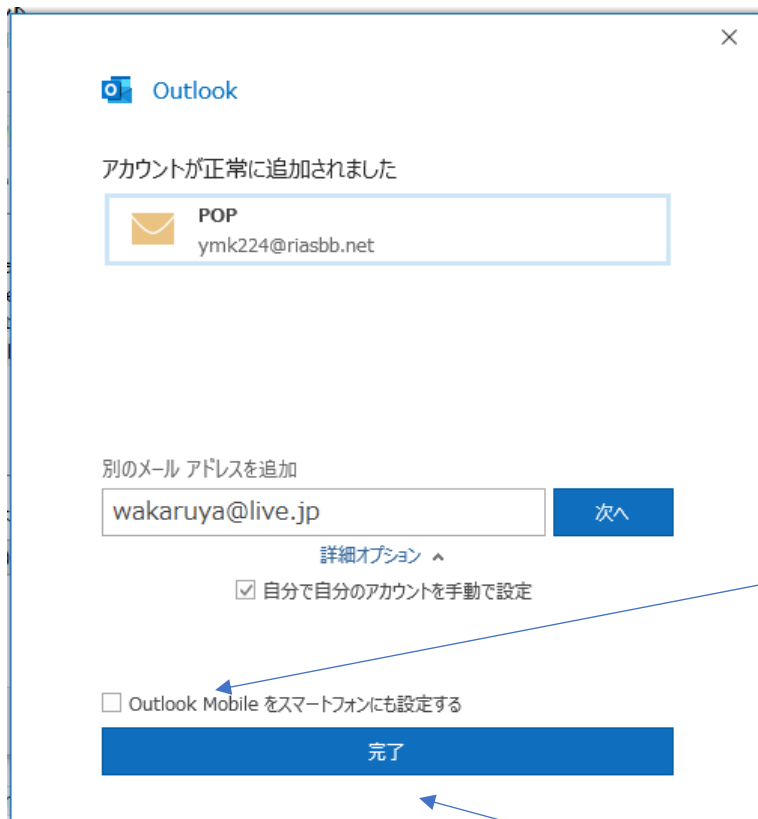 Outlook
アカウントが正常に追加されました
POP
ymk224@riasbb.net
別のメール アドレスを追加
wakaruya@live.jp
次へ
詳細オプション
自分で自分のアカウントを手動で設定
Outlook Mobile をスマートフォンにも設定する
完了